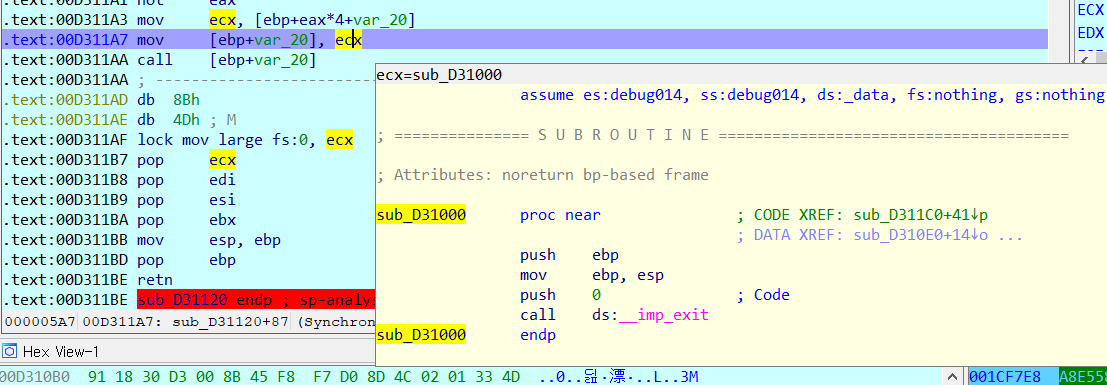 .text:00D311A1 not eax
.text:00D311A3 mov ecx, [ebp+eax*4+var_20]
.text:00D311A7 mov [ebp+var_20], ecx
.text:00D311AA call [ebp+var_20]
.text:00D311AA ; ---
.text:00D311AD db 8Bh
.text:00D311AE db 4Dh ; M
.text:00D311AF lock mov large fs:0, ecx
.text:00D311B7 pop ecx
.text:00D311B8 pop edi
.text:00D311B9 pop esi
.text:00D311BA pop ebx
.text:00D311BB mov esp, ebp
.text:00D311BD pop ebp
.text:00D311BE retn
.text:00D311BE sub_D31120 endp ; sp-analys
000005A7 00D311A7: sub_D31120+87 (Synchron
ecx=sub_D31000
assume es:debug014, ss:debug014, ds:_data, fs:nothing, gs:nothing
; =============== S U B R O U T I N E =======================================
; Attributes: noreturn bp-based frame
sub_D31000 proc near ; CODE XREF: sub_D311C0+41↓p
; DATA XREF: sub_D310E0+14↓o ...
push ebp
mov ebp, esp
push 0 ; Code
call ds:__imp_exit
sub_D31000 endp
ECX
EDX
Hex View-1
00D310B0 91 18 30 D3 00 8B 45 F8 F7 D0 8D 4C 02 01 33 4D
001CF7E8 A8E558